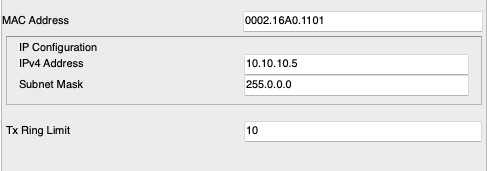 MAC Address 0002.16A0.1101
IP Configuration
IPv4 Address 10.10.10.5
Subnet Mask 255.0.0.0
Tx Ring Limit 10